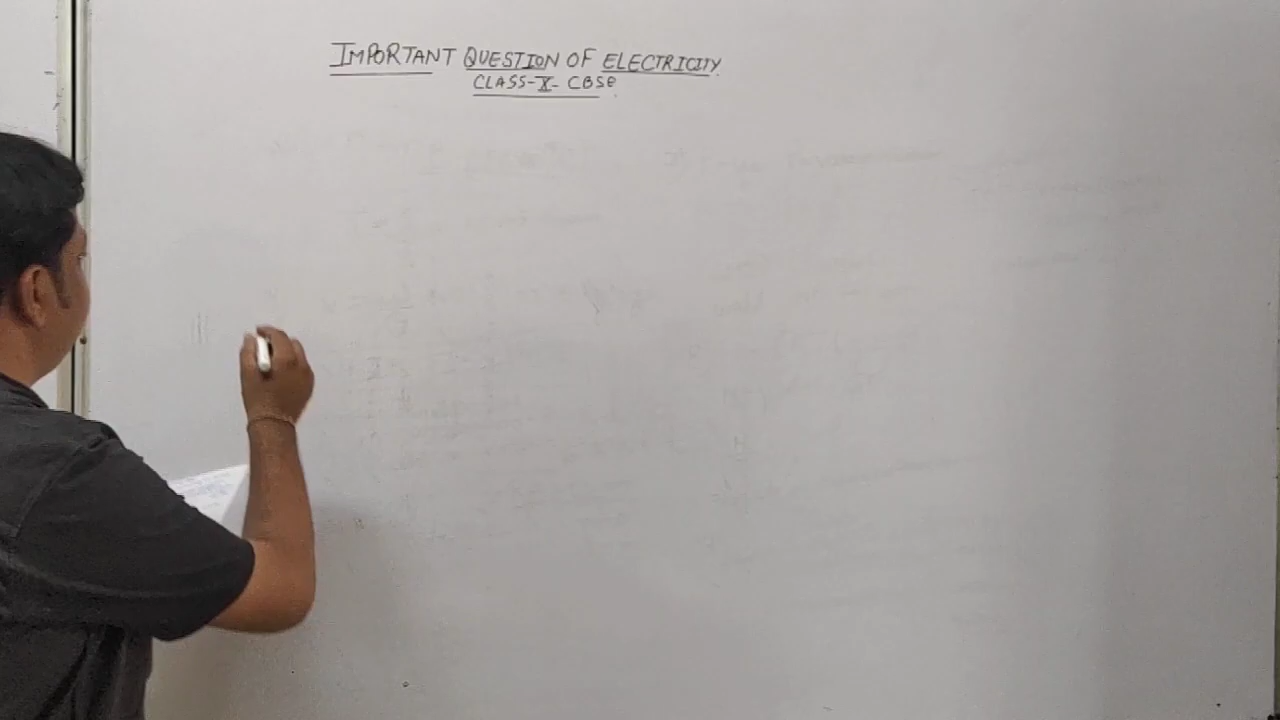 IMPORTANT QUESTION OF ELECTRICITY.
CLASS-X- CBSE.